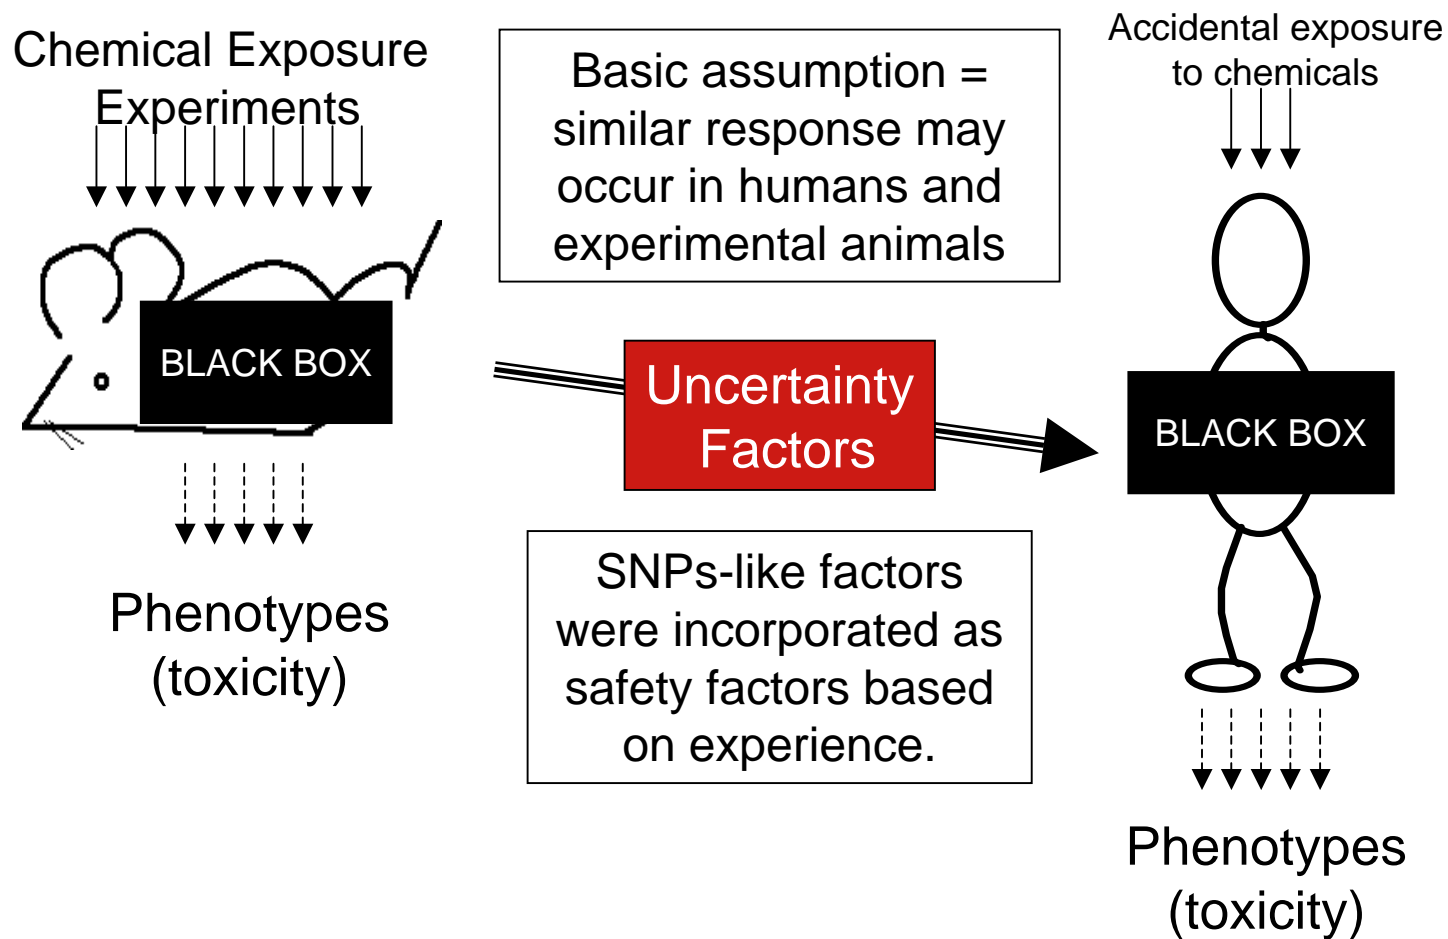 Chemical Exposure
Experiments
BLACK BOX
Phenotypes
(toxicity)
Basic assumption =
similar response may
occur in humans and
experimental animals
Uncertainty
Factors
SNPs-like factors
were incorporated as
safety factors based
on experience.
Accidental exposure
to chemicals
BLACK BOX
Phenotypes
(toxicity)